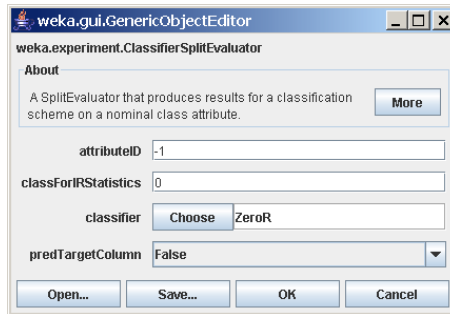 weka.gui.GenericObjectEditor
weka.experiment.ClassifierSplitEvaluator
About
A SplitEvaluator that produces results for a classification
scheme on a nominal class attribute.
More
attributeID -1
classForIRStatistics 0
classifier Choose ZeroR
predTargetColumn False
Open... Save... OK Cancel